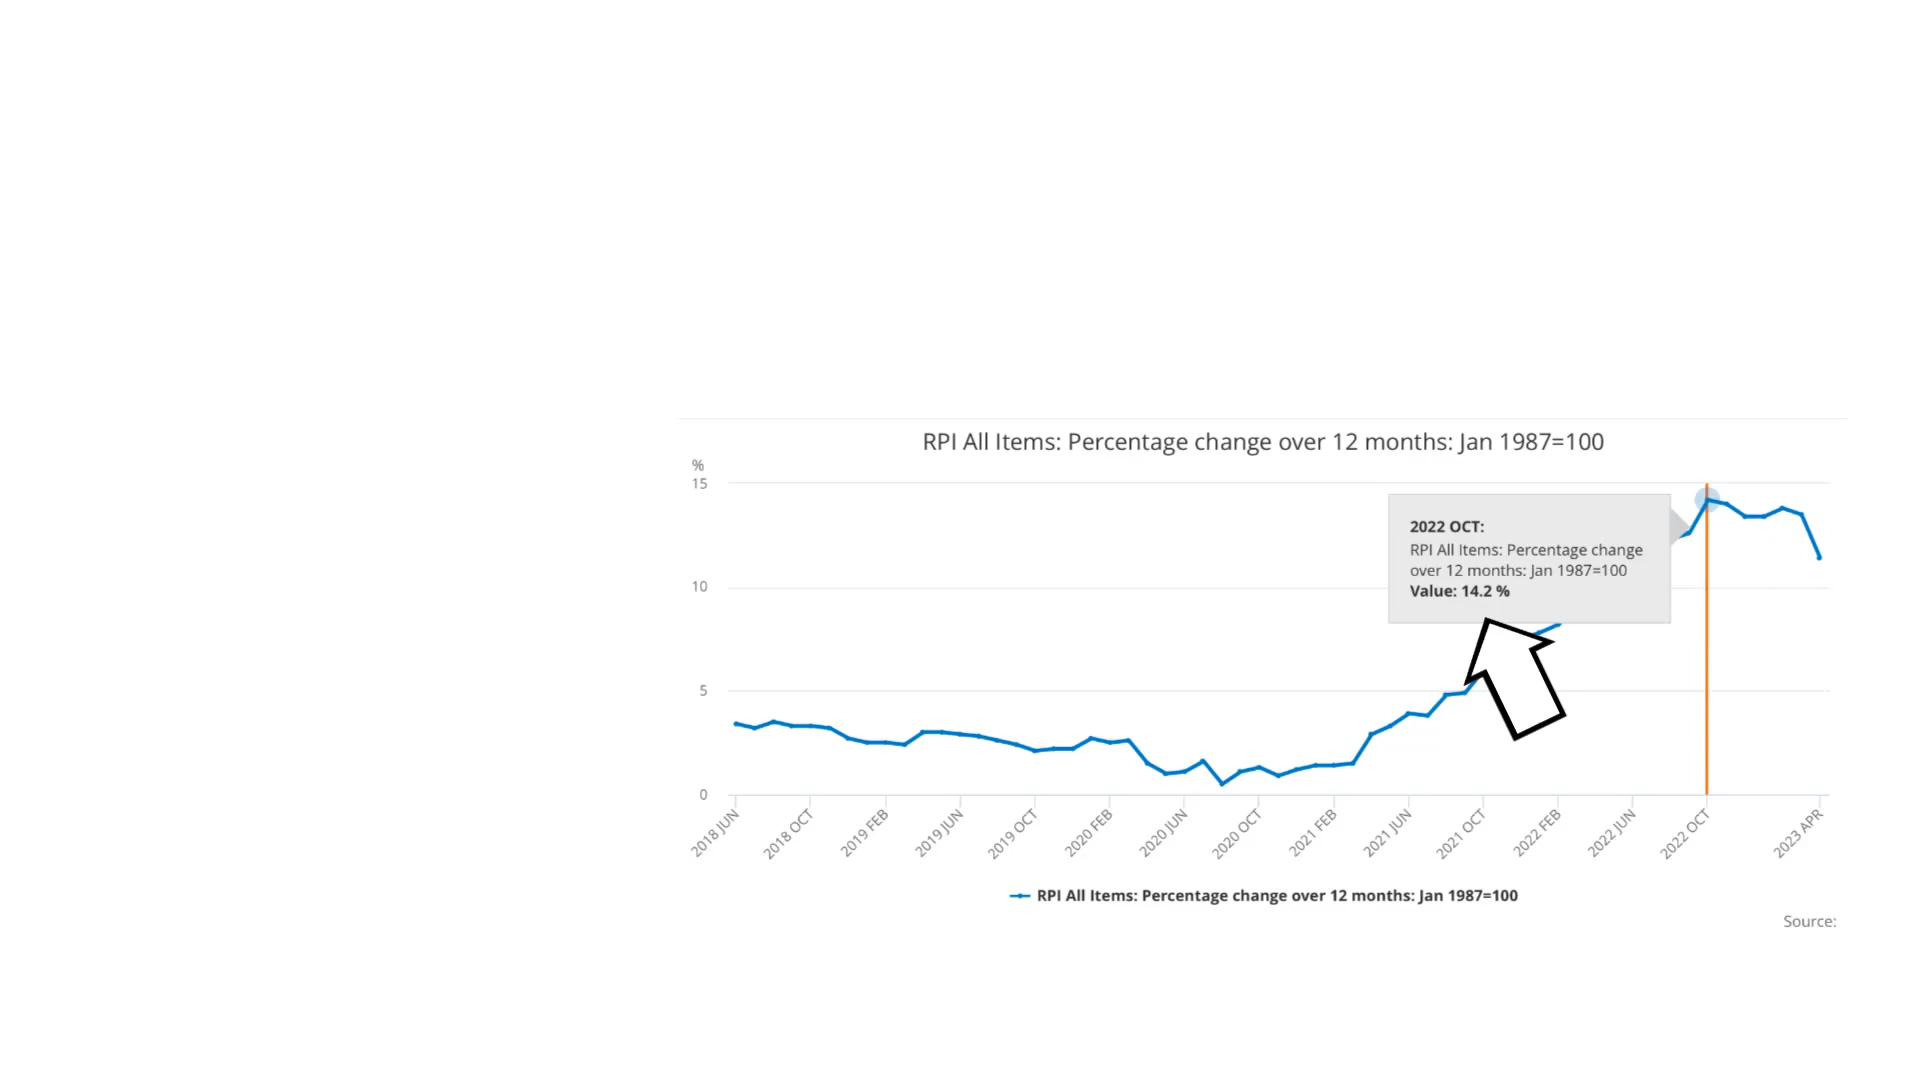 RPI All Items: Percentage change over 12 months: Jan 1987=100
%
15
10
5
0
2022 OCT:
RPI All Items: Percentage change
over 12 months: Jan 1987=100
Value: 14.2 %
2018 JUN
2018 OCT
2019 FEB
2019 JUN
2019 OCT
2020 FEB
2020 JUN
2020 OCT
2021 FEB
2021 JUN
2021 OCT
2022 FEB
2022 JUN
2022 OCT
2023 APR
RPI All Items: Percentage change over 12 months: Jan 1987=100
Source: